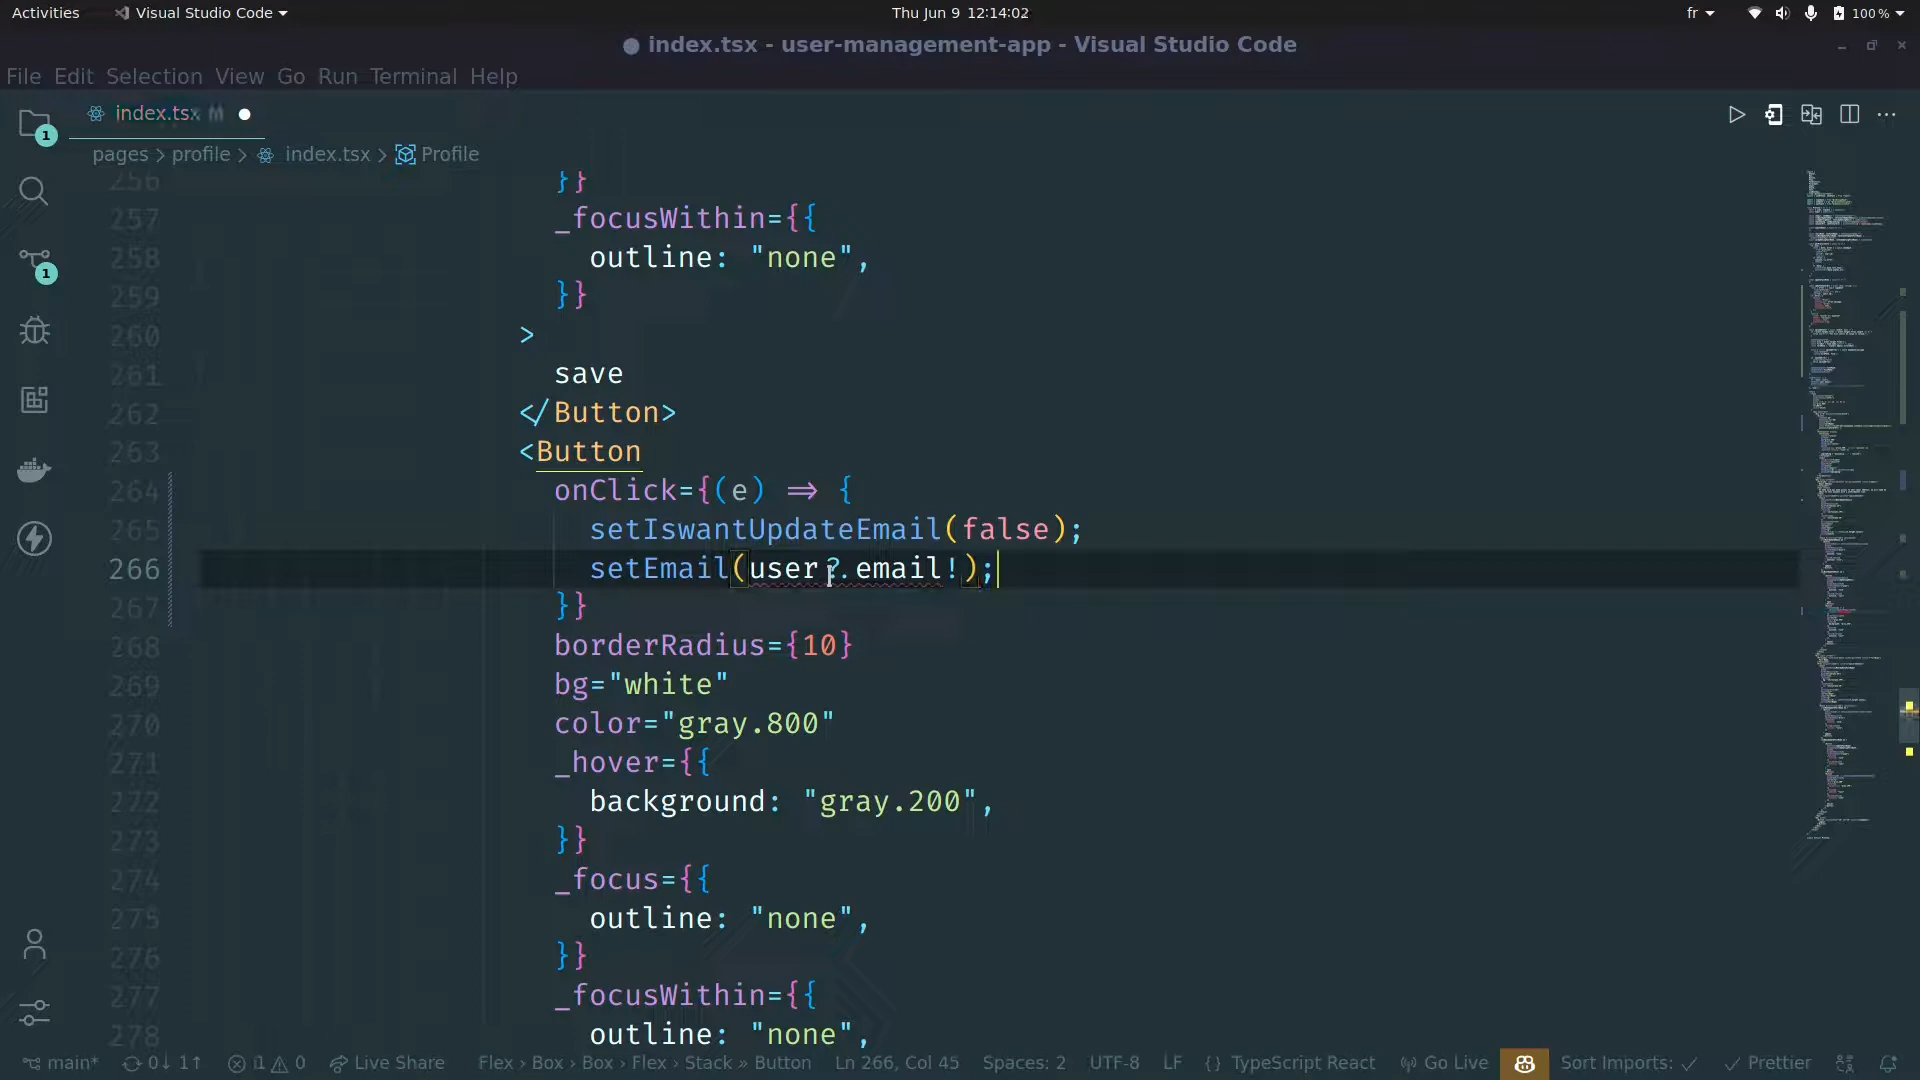 Activities Visual Studio Code Thu Jun 9 12:14:02 fr 100 %
index.tsx - user-management-app - Visual Studio Code
File Edit Selection View Go Run Terminal Help
index.tsx M
pages > profile > index.tsx > Profile
1
1
256 }}
257 _focusWithin={{
258 outline: "none",
259 }}
260 >
261 save
262 </Button>
263 <Button
264 onClick={(e) => {
265 setIswantUpdateEmail(false);
266 setEmail(user?.email!);
267 }}
268 borderRadius={10}
269 bg="white"
270 color="gray.800"
271 _hover={{
272 background: "gray.200",
273 }}
274 _focus={{
275 outline: "none",
276 }}
277 _focusWithin={{
278 outline: "none",
main* 0↓ 1↑ 1 0 Live Share Flex > Box > Box > Flex > Stack » Button Ln 266, Col 45 Spaces: 2 UTF-8 LF {} TypeScript React Go Live Sort Imports: ✓ ✓ Prettier